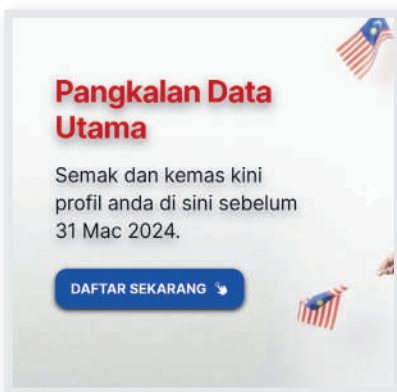 Pangkalan Data
Utama
Semak dan kemas kini
profil anda di sini sebelum
31 Mac 2024.
DAFTAR SEKARANG